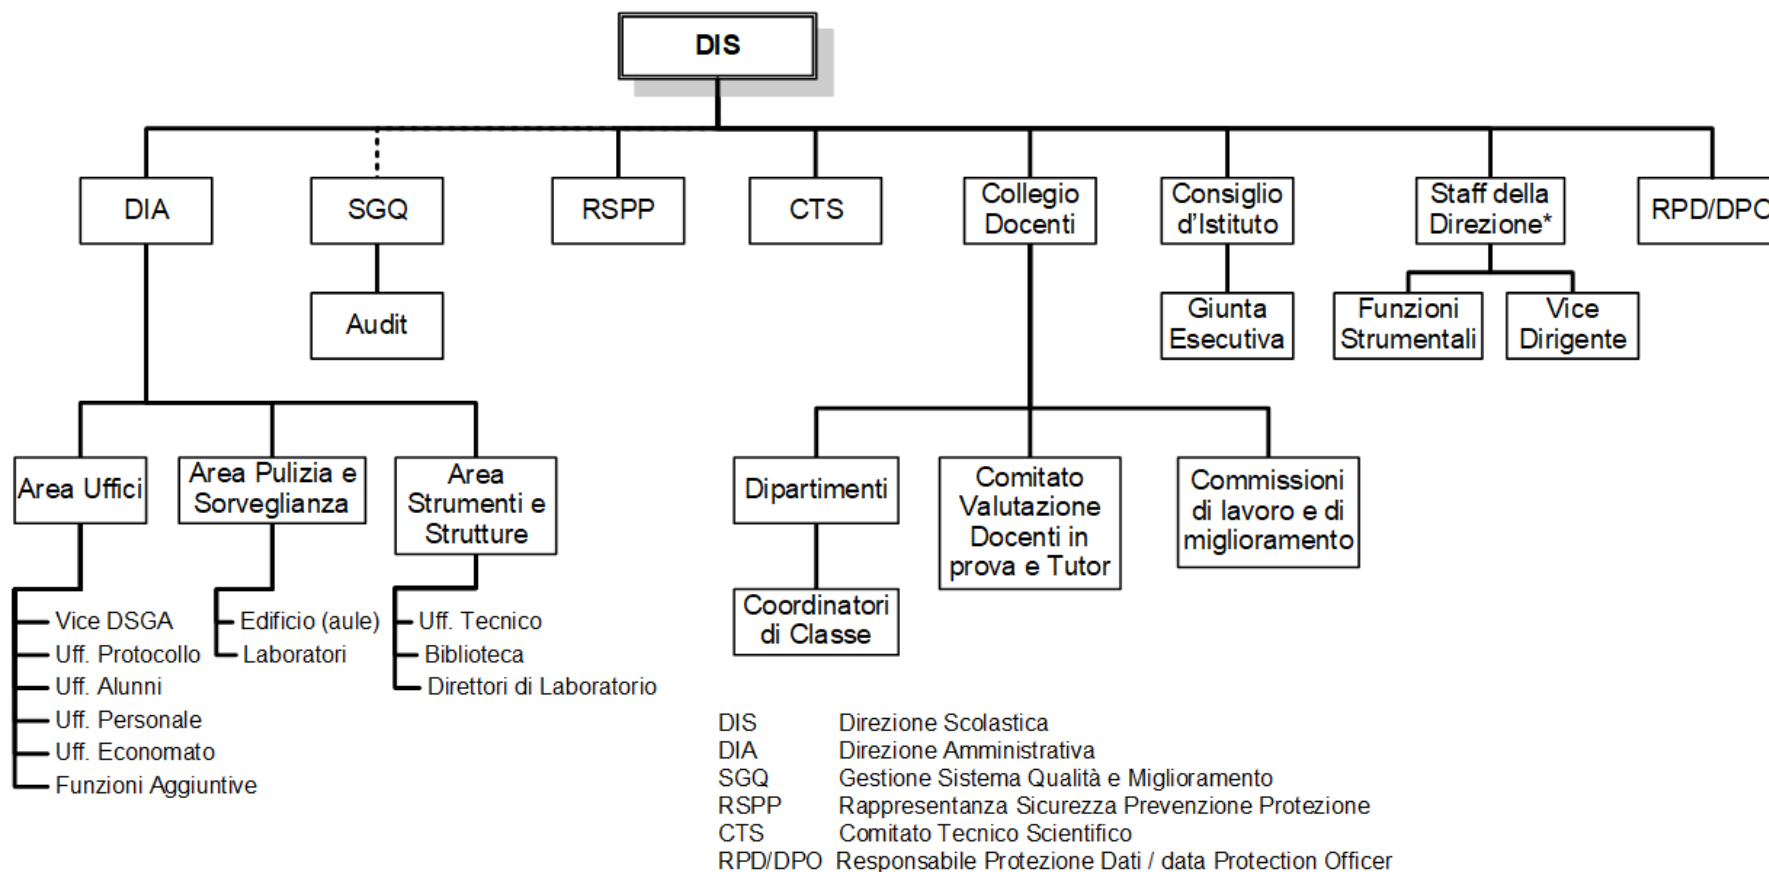 DIS
DIA
SGQ
RSPP
CTS
Collegio
Docenti
Consiglio
d'Istituto
Staff della
Direzione*
RPD/DPO
Audit
Giunta
Esecutiva
Funzioni
Strumentali
Vice
Dirigente
Area Uffici
Area Pulizia e
Sorveglianza
Area
Strumenti e
Strutture
Dipartimenti
Comitato
Valutazione
Docenti in
prova e Tutor
Commissioni
di lavoro e di
miglioramento
Coordinatori
di Classe
Vice DSGA
Uff. Protocollo
Uff. Alunni
Uff. Personale
Uff. Economato
Funzioni Aggiuntive
Edificio (aule)
Laboratori
Uff. Tecnico
Biblioteca
Direttori di Laboratorio
DIS Direzione Scolastica
DIA Direzione Amministrativa
SGQ Gestione Sistema Qualità e Miglioramento
RSPP Rappresentanza Sicurezza Prevenzione Protezione
CTS Comitato Tecnico Scientifico
RPD/DPO Responsabile Protezione Dati / data Protection Officer